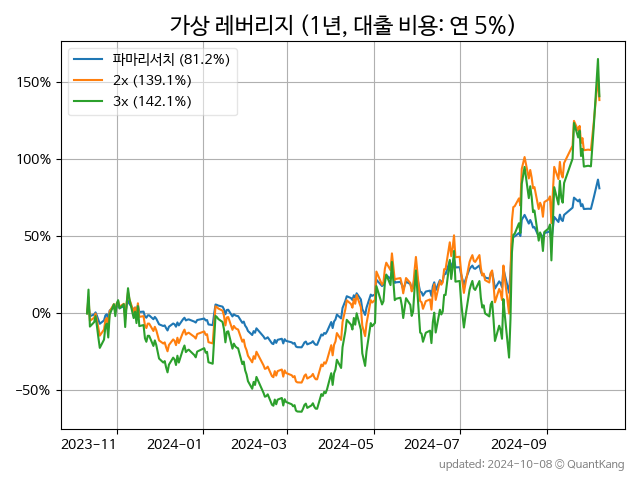 가상 레버리지 (1년, 대출 비용: 연 5%)
파마리서치 (81.2%)
2x (139.1%)
3x (142.1%)
150%
100%
50%
0%
−50%
2023-11 2024-01 2024-03 2024-05 2024-07 2024-09
updated: 2024-10-08 © QuantKang